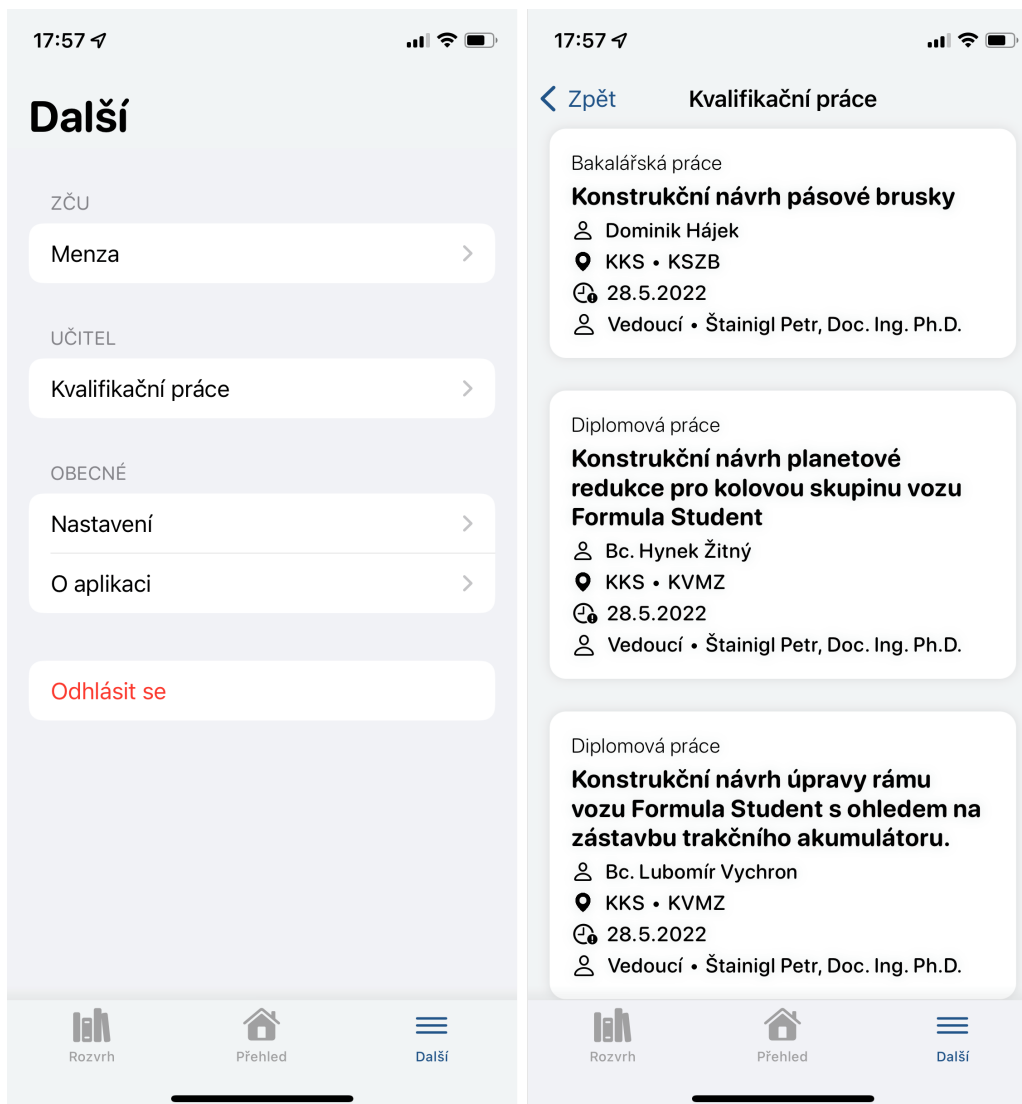 17:57
Další
ZČU
Menza
UČITEL
Kvalifikační práce
OBECNÉ
Nastavení
O aplikaci
Odhlásit se
Rozvrh
Přehled
Další
17:57
Zpět
Kvalifikační práce
Bakalářská práce
Konstrukční návrh pásové brusky
Dominik Hájek
KKS • KSZB
28.5.2022
Vedoucí • Štainigl Petr, Doc. Ing. Ph.D.
Diplomová práce
Konstrukční návrh planetové
redukce pro kolovou skupinu vozu
Formula Student
Bc. Hynek Žitný
KKS • KVMZ
28.5.2022
Vedoucí • Štainigl Petr, Doc. Ing. Ph.D.
Diplomová práce
Konstrukční návrh úpravy rámu
vozu Formula Student s ohledem na
zástavbu trakčního akumulátoru.
Bc. Lubomír Vychron
KKS • KVMZ
28.5.2022
Vedoucí • Štainigl Petr, Doc. Ing. Ph.D.
Rozvrh
Přehled
Další